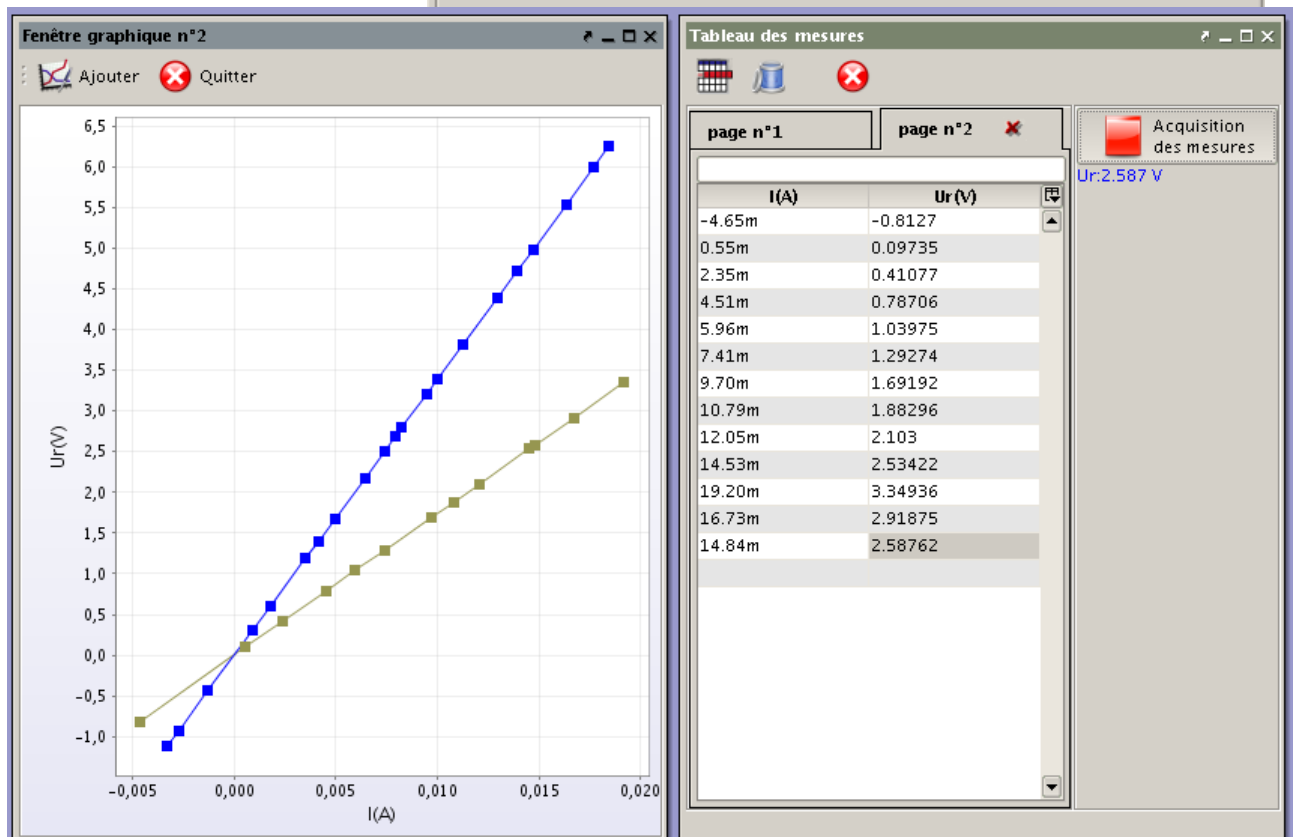 Fenêtre graphique n°2
Ajouter Quitter
6,5
6,0
5,5
5,0
4,5
4,0
3,5
3,0
2,5
2,0
1,5
1,0
0,5
0,0
-0,5
-1,0
Ur(V)
-0,005 0,000 0,005 0,010 0,015 0,020
I(A)
Tableau des mesures
page n°1 page n°2
I(A) Ur(V)
-4.65m -0.8127
0.55m 0.09735
2.35m 0.41077
4.51m 0.78706
5.96m 1.03975
7.41m 1.29274
9.70m 1.69192
10.79m 1.88296
12.05m 2.103
14.53m 2.53422
19.20m 3.34936
16.73m 2.91875
14.84m 2.58762
Acquisition
des mesures
Ur:2.587 V